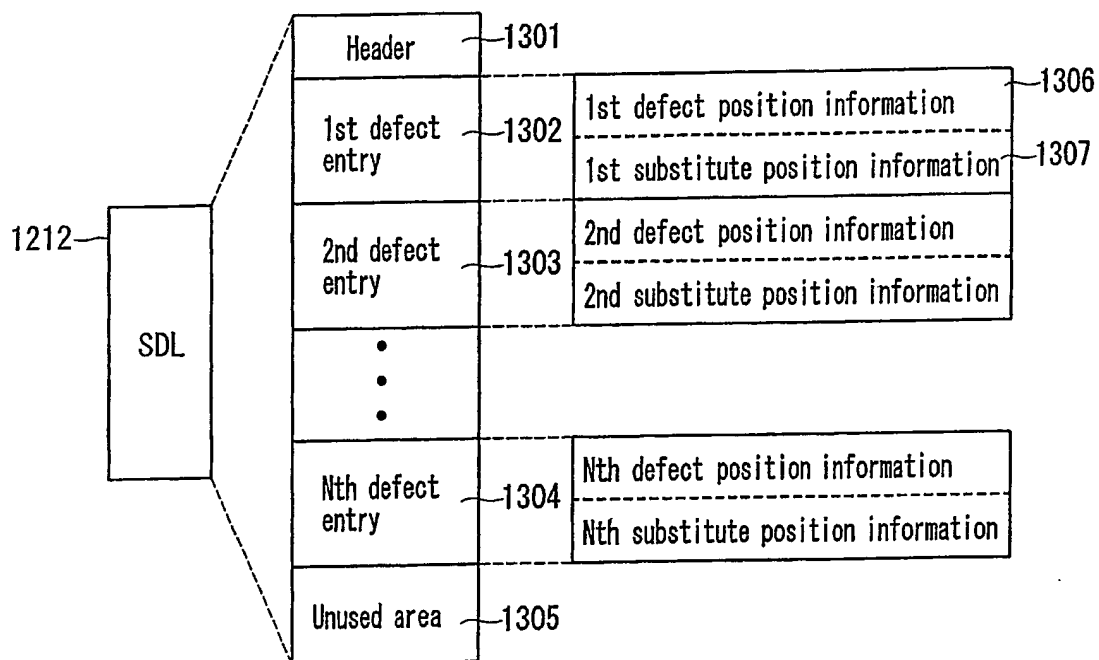 Header
1301
1st defect
entry
1302
1st defect position information
1306
1st substitute position information
1307
1212
SDL
2nd defect
entry
1303
2nd defect position information
2nd substitute position information
Nth defect
entry
1304
Nth defect position information
Nth substitute position information
Unused area
1305